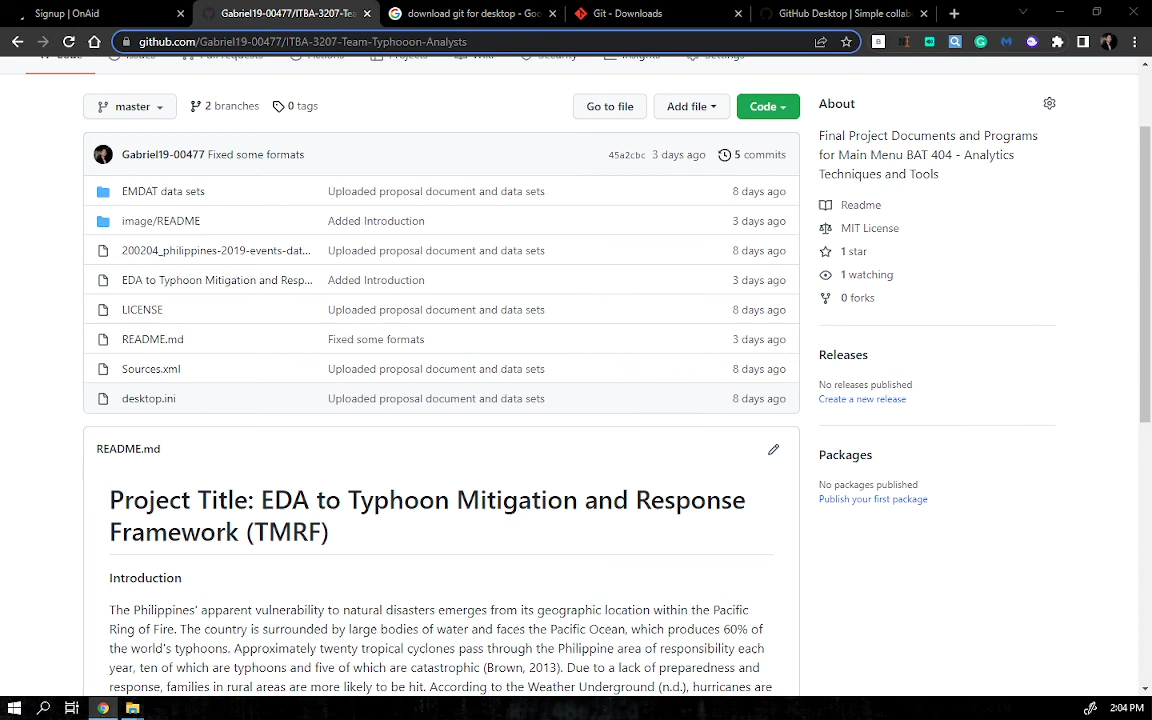 Signup | OnAid
Gabriel19-00477/ITBA-3207-Tea
download git for desktop - Goo
Git - Downloads
GitHub Desktop | Simple collab
github.com/Gabriel19-00477/ITBA-3207-Team-Typhooon-Analysts
Code
Issues
Pull requests
Actions
Projects
Wiki
Security
Insights
Settings
master
2 branches
0 tags
Go to file
Add file
Code
Gabriel19-00477 Fixed some formats
45a2cbc 3 days ago
5 commits
EMDAT data sets
Uploaded proposal document and data sets
8 days ago
image/README
Added Introduction
3 days ago
200204_philippines-2019-events-dat...
Uploaded proposal document and data sets
8 days ago
EDA to Typhoon Mitigation and Resp...
Added Introduction
3 days ago
LICENSE
Uploaded proposal document and data sets
8 days ago
README.md
Fixed some formats
3 days ago
Sources.xml
Uploaded proposal document and data sets
8 days ago
desktop.ini
Uploaded proposal document and data sets
8 days ago
About
Final Project Documents and Programs
for Main Menu BAT 404 - Analytics
Techniques and Tools
Readme
MIT License
1 star
1 watching
0 forks
Releases
No releases published
Create a new release
Packages
No packages published
Publish your first package
README.md
Project Title: EDA to Typhoon Mitigation and Response
Framework (TMRF)
Introduction
The Philippines' apparent vulnerability to natural disasters emerges from its geographic location within the Pacific
Ring of Fire. The country is surrounded by large bodies of water and faces the Pacific Ocean, which produces 60% of
the world's typhoons. Approximately twenty tropical cyclones pass through the Philippine area of responsibility each
year, ten of which are typhoons and five of which are catastrophic (Brown, 2013). Due to a lack of preparedness and
response, families in rural areas are more likely to be hit. According to the Weather Underground (n.d.), hurricanes are
2:04 PM